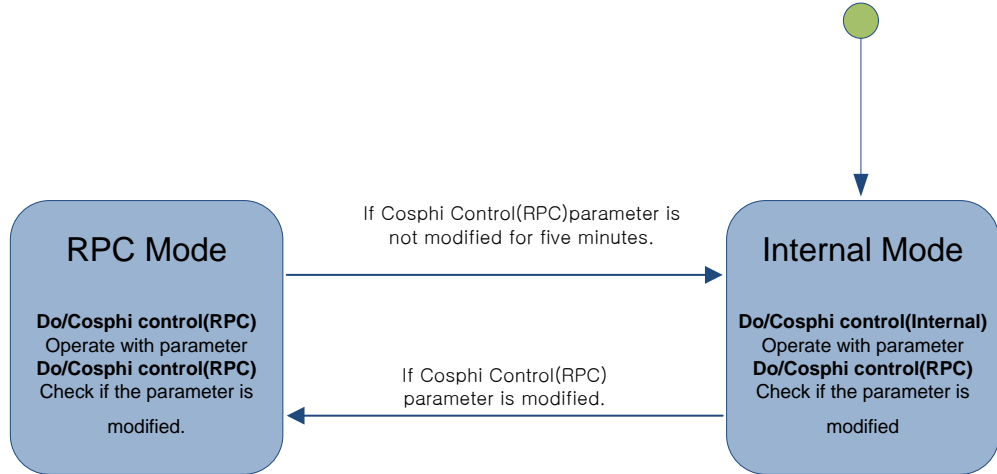 RPC Mode
Do/Cosphi control(RPC)
Operate with parameter
Do/Cosphi control(RPC)
Check if the parameter is
modified.
If Cosphi Control(RPC)parameter is
not modified for five minutes.
If Cosphi Control(RPC)
parameter is modified.
Internal Mode
Do/Cosphi control(Internal)
Operate with parameter
Do/Cosphi control(RPC)
Check if the parameter is
modified